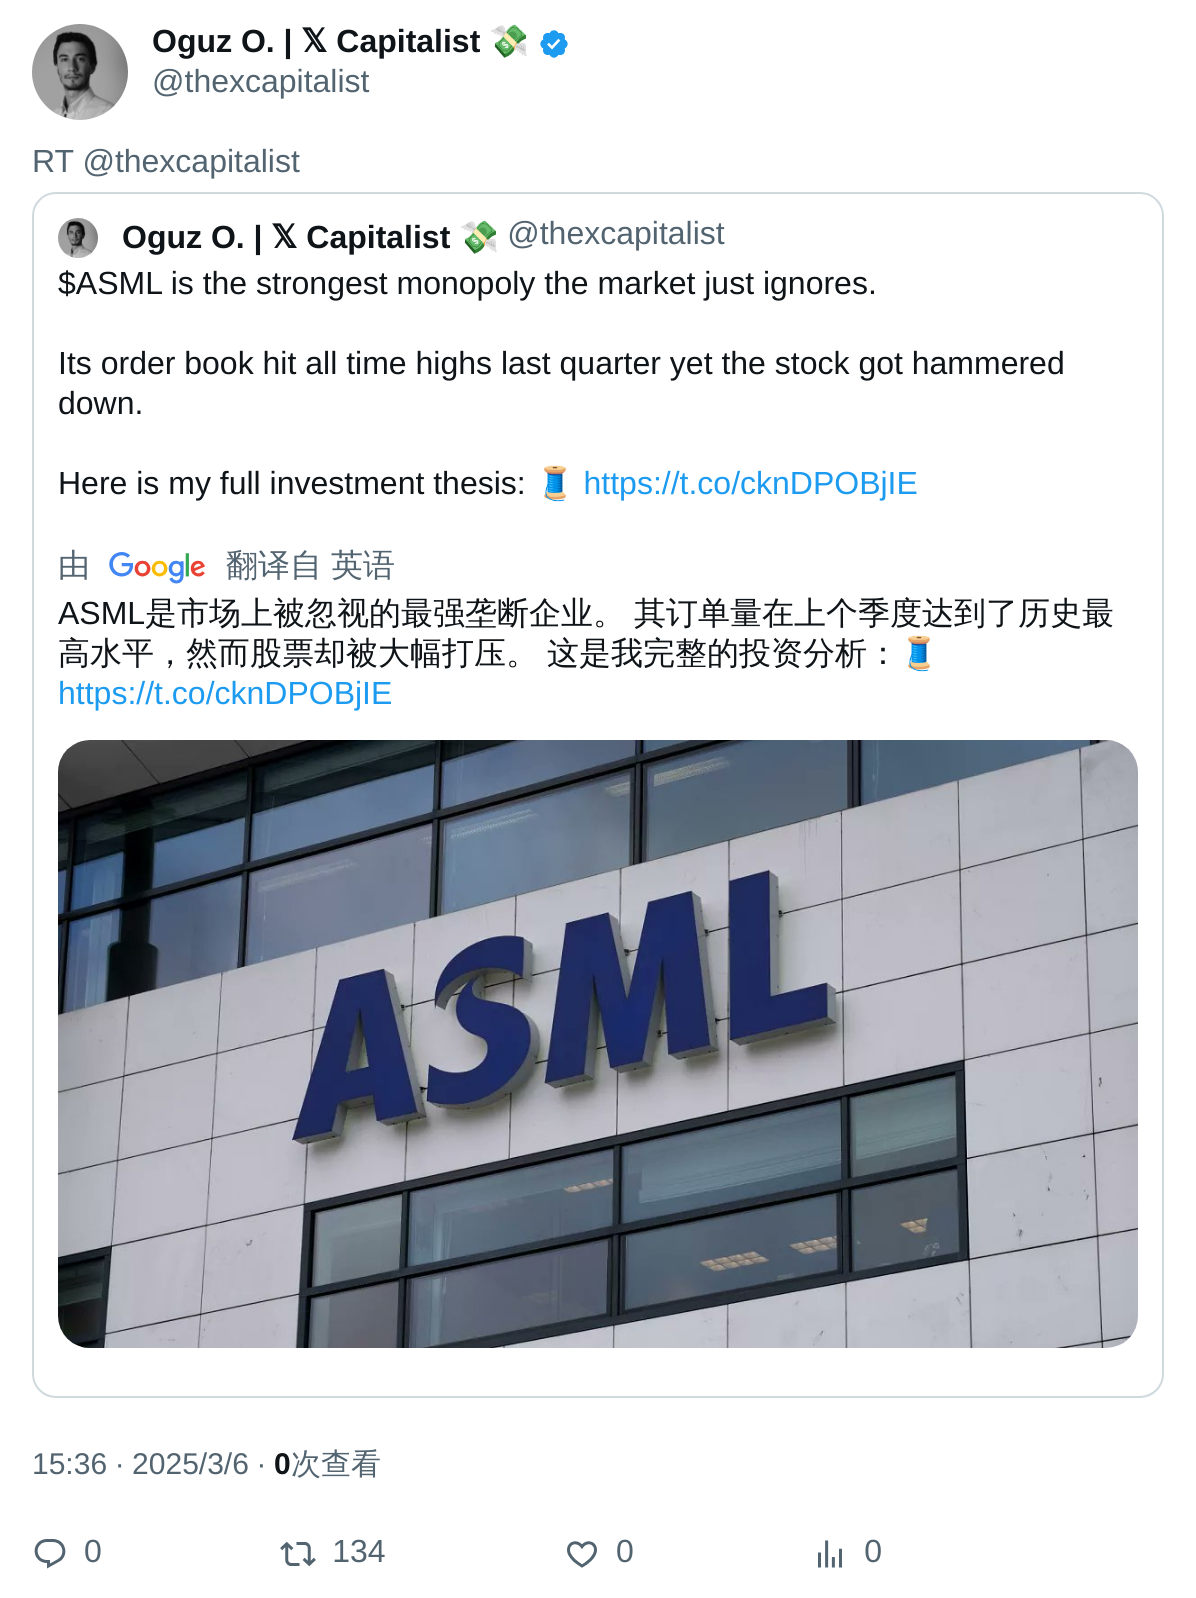 Oguz O. | 𝕏 Capitalist 💸
@thexcapitalist
RT @thexcapitalist
Oguz O. | 𝕏 Capitalist 💸 @thexcapitalist
$ASML is the strongest monopoly the market just ignores.
Its order book hit all time highs last quarter yet the stock got hammered
down.
Here is my full investment thesis: 🧵 https://t.co/cknDPOBjIE
由 Google 翻译自 英语
ASML是市场上被忽视的最强垄断企业。 其订单量在上个季度达到了历史最
高水平，然而股票却被大幅打压。 这是我完整的投资分析：🧵
https://t.co/cknDPOBjIE
ASML
15:36 · 2025/3/6 · 0次查看
0 134 0 0